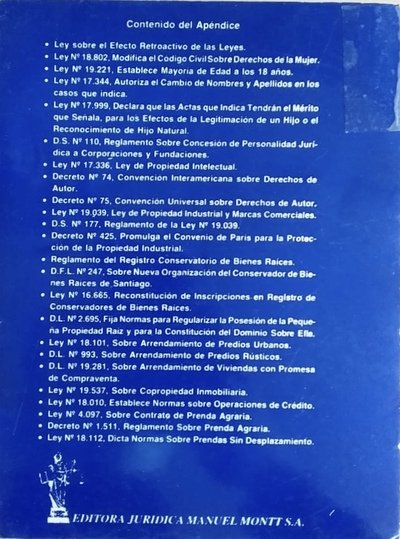 Contenido del Apéndice
• Ley sobre el Efecto Retroactivo de las Leyes.
• Ley Nº 18.802, Modifica el Codigo Civil Sobre Derechos de la Mujer.
• Ley Nº 19.221, Establece Mayoría de Edad a los 18 años.
• Ley Nº 17.344, Autoriza el Cambio de Nombres y Apellidos en los
casos que indica.
• Ley Nº 17.999, Declara que las Actas que Indica Tendrán el Mérito
que Señala, para los Efectos de la Legitimación de un Hijo o el
Reconocimiento de Hijo Natural.
• D.S. Nº 110, Reglamento Sobre Concesión de Personalidad Jurí-
dica a Corporaciones y Fundaciones.
• Ley Nº 17.336, Ley de Propiedad Intelectual.
• Decreto Nº 74, Convención Interamericana sobre Derechos de
Autor.
• Decreto Nº 75, Convención Universal sobre Derechos de Autor.
• Ley Nº 19.039, Ley de Propiedad Industrial y Marcas Comerciales.
• D.S. Nº 177, Reglamento de la Ley Nº 19.039.
• Decreto Nº 425, Promulga el Convenio de París para la Protec-
ción de la Propiedad Industrial.
• Reglamento del Registro Conservatorio de Bienes Raíces.
• D.F.L. Nº 247, Sobre Nueva Organización del Conservador de Bie-
nes Raíces de Santiago.
• Ley Nº 16.665, Reconstitución de Inscripciones en Registro de
Conservadores de Bienes Raíces.
• D.L. Nº 2.695, Fija Normas para Regularizar la Posesión de la Peque-
ña Propiedad Raíz y para la Constitución del Dominio Sobre Ella.
• Ley Nº 18.101, Sobre Arrendamiento de Predios Urbanos.
• D.L. Nº 993, Sobre Arrendamiento de Predios Rústicos.
• D.L. Nº 19.281, Sobre Arrendamiento de Viviendas con Promesa
de Compraventa.
• Ley Nº 19.537, Sobre Copropiedad Inmobiliaria.
• Ley Nº 18.010, Establece Normas sobre Operaciones de Crédito.
• Ley Nº 4.097, Sobre Contrato de Prenda Agraria.
• Decreto Nº 1.511, Reglamento Sobre Prenda Agraria.
• Ley Nº 18.112, Dicta Normas Sobre Prendas Sin Desplazamiento.
EDITORA JURIDICA MANUEL MONTT S.A.